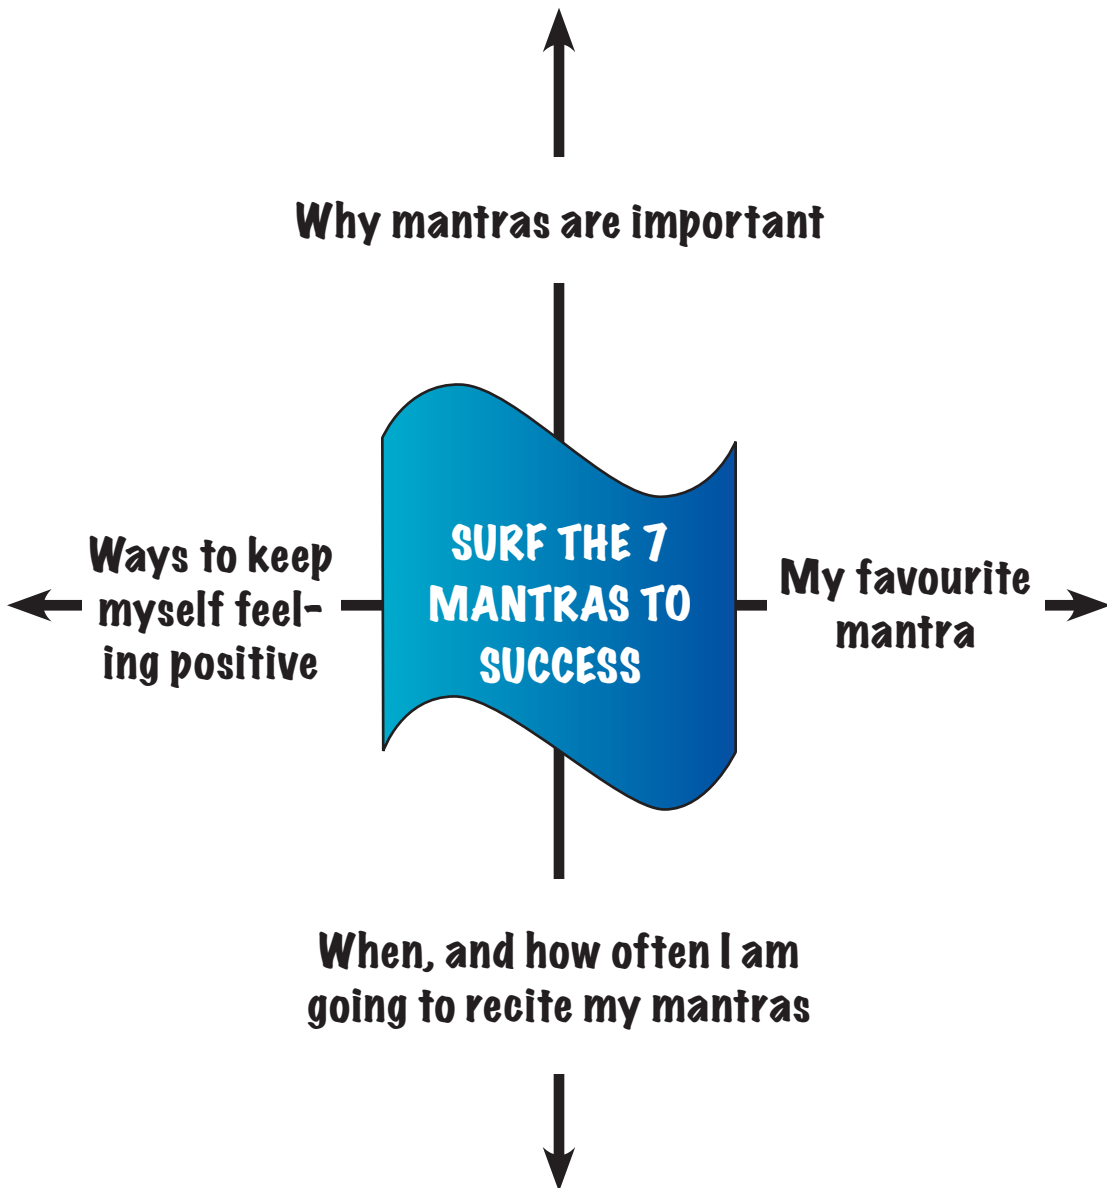 Why mantras are important
Ways to keep
myself feel-
ing positive
SURF THE 7
MANTRAS TO
SUCCESS
My favourite
mantra
When, and how often I am
going to recite my mantras